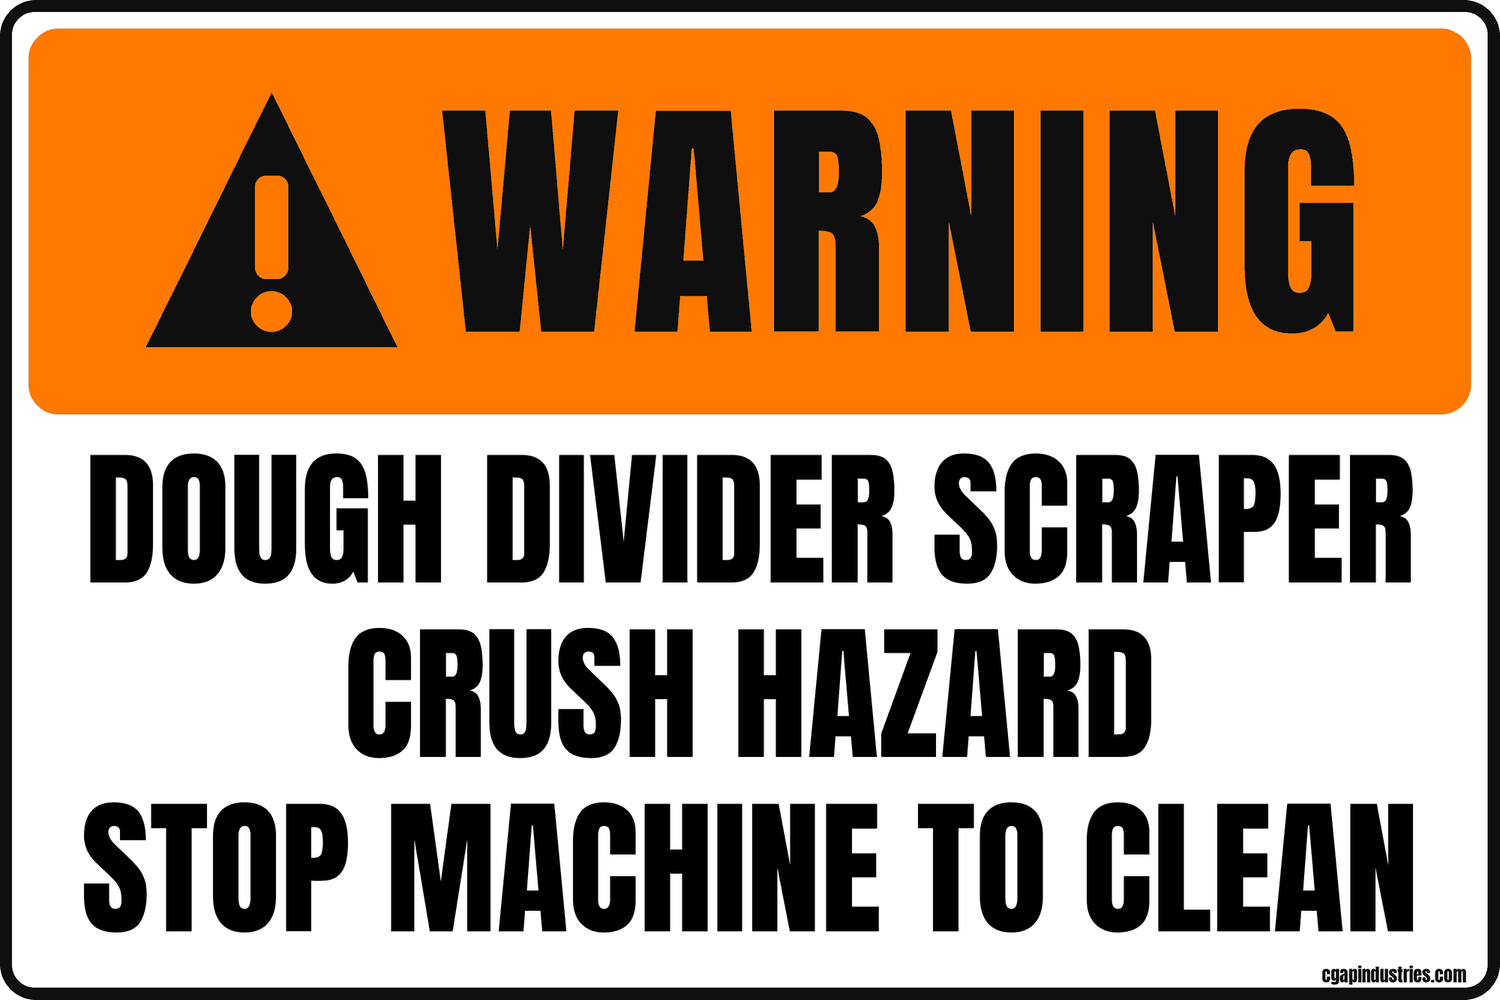 WARNING
DOUGH DIVIDER SCRAPER
CRUSH HAZARD
STOP MACHINE TO CLEAN
cgapindustries.com